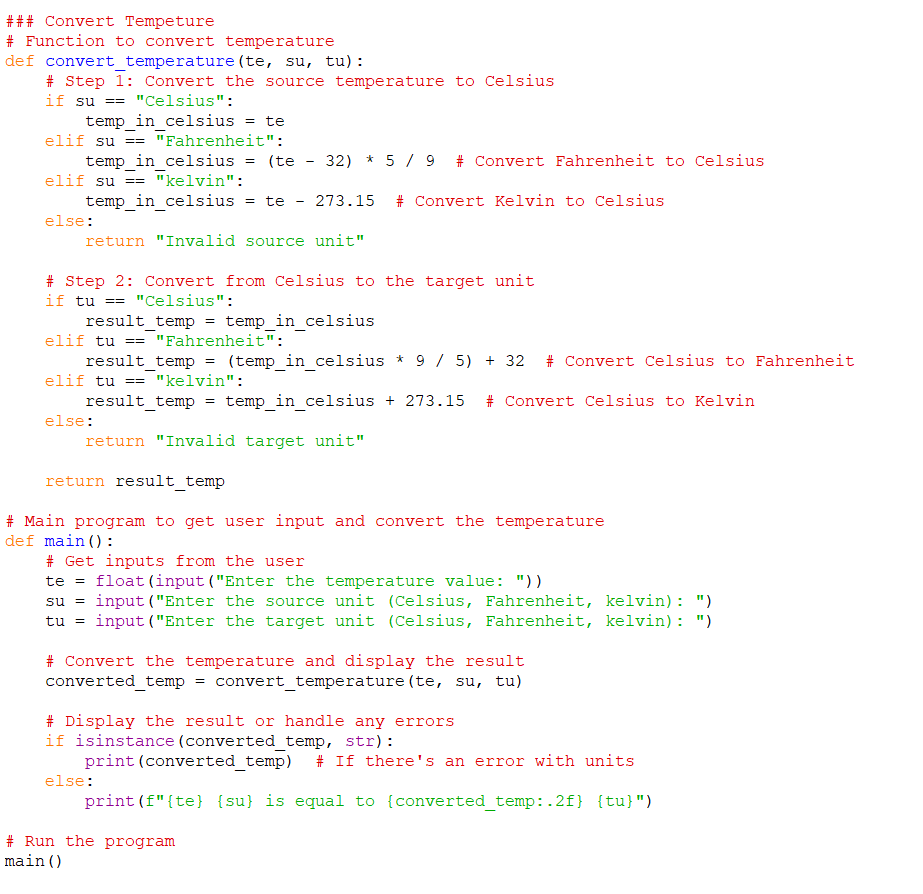 ### Convert Tempeture
# Function to convert temperature
def convert_temperature(te, su, tu):
    # Step 1: Convert the source temperature to Celsius
    if su == "Celsius":
        temp_in_celsius = te
    elif su == "Fahrenheit":
        temp_in_celsius = (te - 32) * 5 / 9  # Convert Fahrenheit to Celsius
    elif su == "kelvin":
        temp_in_celsius = te - 273.15  # Convert Kelvin to Celsius
    else:
        return "Invalid source unit"

    # Step 2: Convert from Celsius to the target unit
    if tu == "Celsius":
        result_temp = temp_in_celsius
    elif tu == "Fahrenheit":
        result_temp = (temp_in_celsius * 9 / 5) + 32  # Convert Celsius to Fahrenheit
    elif tu == "kelvin":
        result_temp = temp_in_celsius + 273.15  # Convert Celsius to Kelvin
    else:
        return "Invalid target unit"

    return result_temp

# Main program to get user input and convert the temperature
def main():
    # Get inputs from the user
    te = float(input("Enter the temperature value: "))
    su = input("Enter the source unit (Celsius, Fahrenheit, kelvin): ")
    tu = input("Enter the target unit (Celsius, Fahrenheit, kelvin): ")

    # Convert the temperature and display the result
    converted_temp = convert_temperature(te, su, tu)

    # Display the result or handle any errors
    if isinstance(converted_temp, str):
        print(converted_temp)  # If there's an error with units
    else:
        print(f"{te} {su} is equal to {converted_temp:.2f} {tu}")

# Run the program
main()